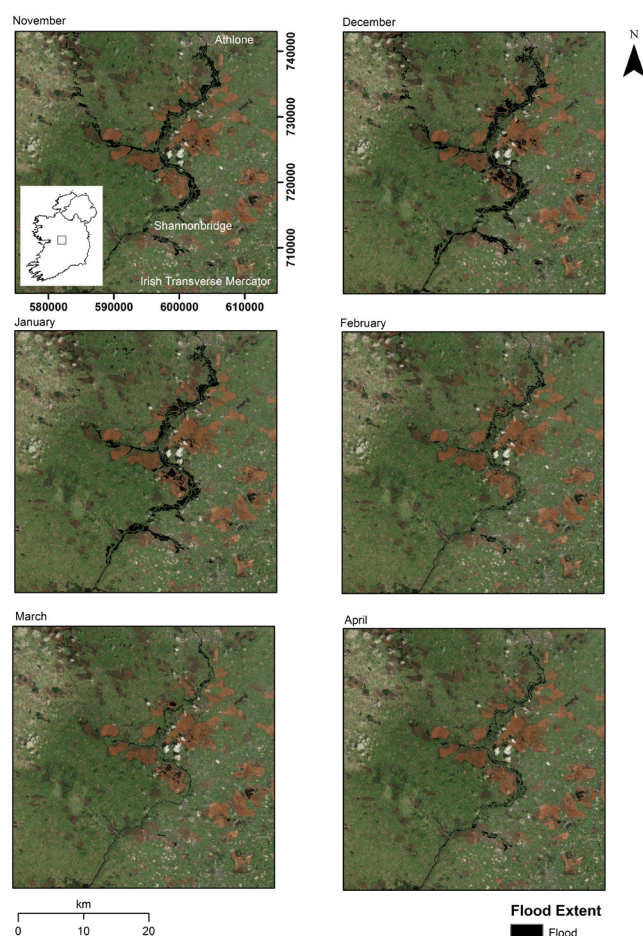 November
December
Athlone
N
740000
730000
720000
710000
Shannonbridge
Irish Transverse Mercator
580000 590000 600000 610000
January
February
March
April
km
0 10 20
Flood Extent
Flood